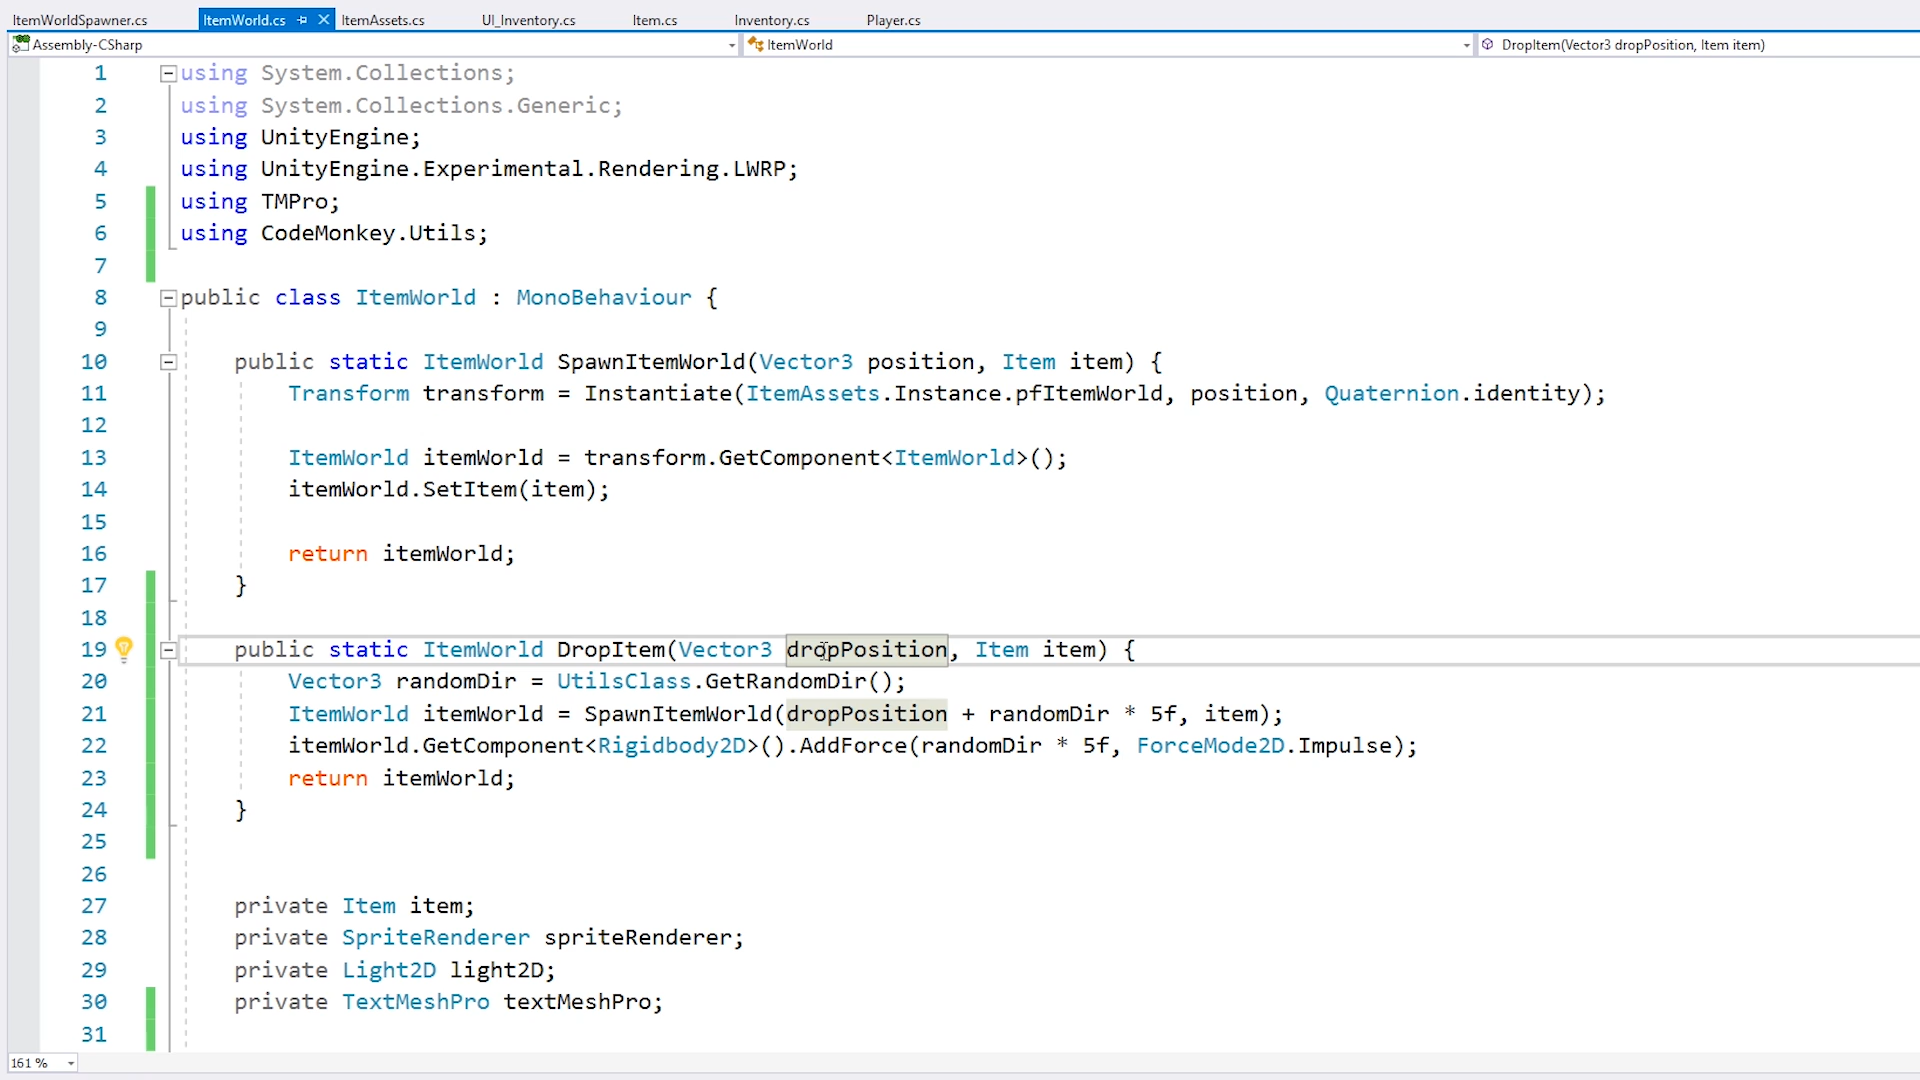 ItemWorldSpawner.cs ItemWorld.cs ItemAssets.cs UI_Inventory.cs Item.cs Inventory.cs Player.cs
Assembly-CSharp ItemWorld DropItem(Vector3 dropPosition, Item item)
1 using System.Collections;
2 using System.Collections.Generic;
3 using UnityEngine;
4 using UnityEngine.Experimental.Rendering.LWRP;
5 using TMPro;
6 using CodeMonkey.Utils;
7
8 public class ItemWorld : MonoBehaviour {
9
10 public static ItemWorld SpawnItemWorld(Vector3 position, Item item) {
11 Transform transform = Instantiate(ItemAssets.Instance.pfItemWorld, position, Quaternion.identity);
12
13 ItemWorld itemWorld = transform.GetComponent<ItemWorld>();
14 itemWorld.SetItem(item);
15
16 return itemWorld;
17 }
18
19 public static ItemWorld DropItem(Vector3 dropPosition, Item item) {
20 Vector3 randomDir = UtilsClass.GetRandomDir();
21 ItemWorld itemWorld = SpawnItemWorld(dropPosition + randomDir * 5f, item);
22 itemWorld.GetComponent<Rigidbody2D>().AddForce(randomDir * 5f, ForceMode2D.Impulse);
23 return itemWorld;
24 }
25
26
27 private Item item;
28 private SpriteRenderer spriteRenderer;
29 private Light2D light2D;
30 private TextMeshPro textMeshPro;
31
161 %